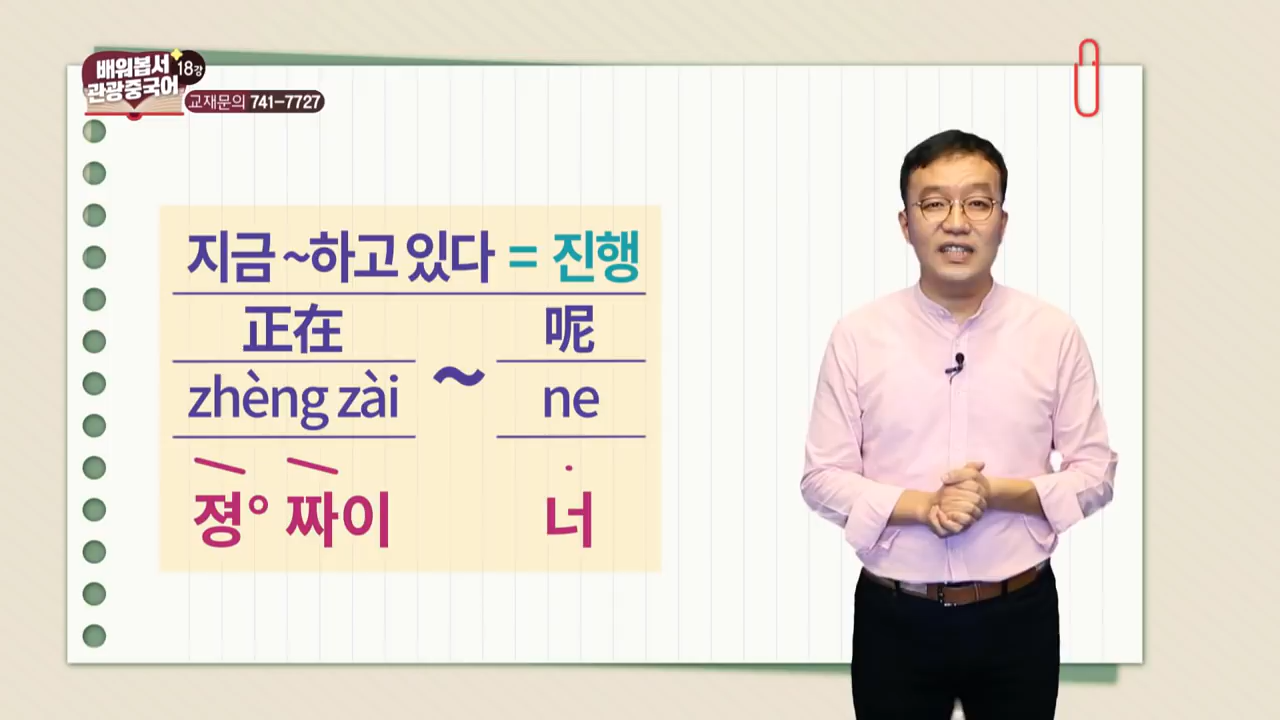 배워봅서 18강
관광중국어
교재문의 741-7727
지금 ~하고 있다 = 진행
正在 ~ 呢
zhèng zài ne
졍° 짜이 너